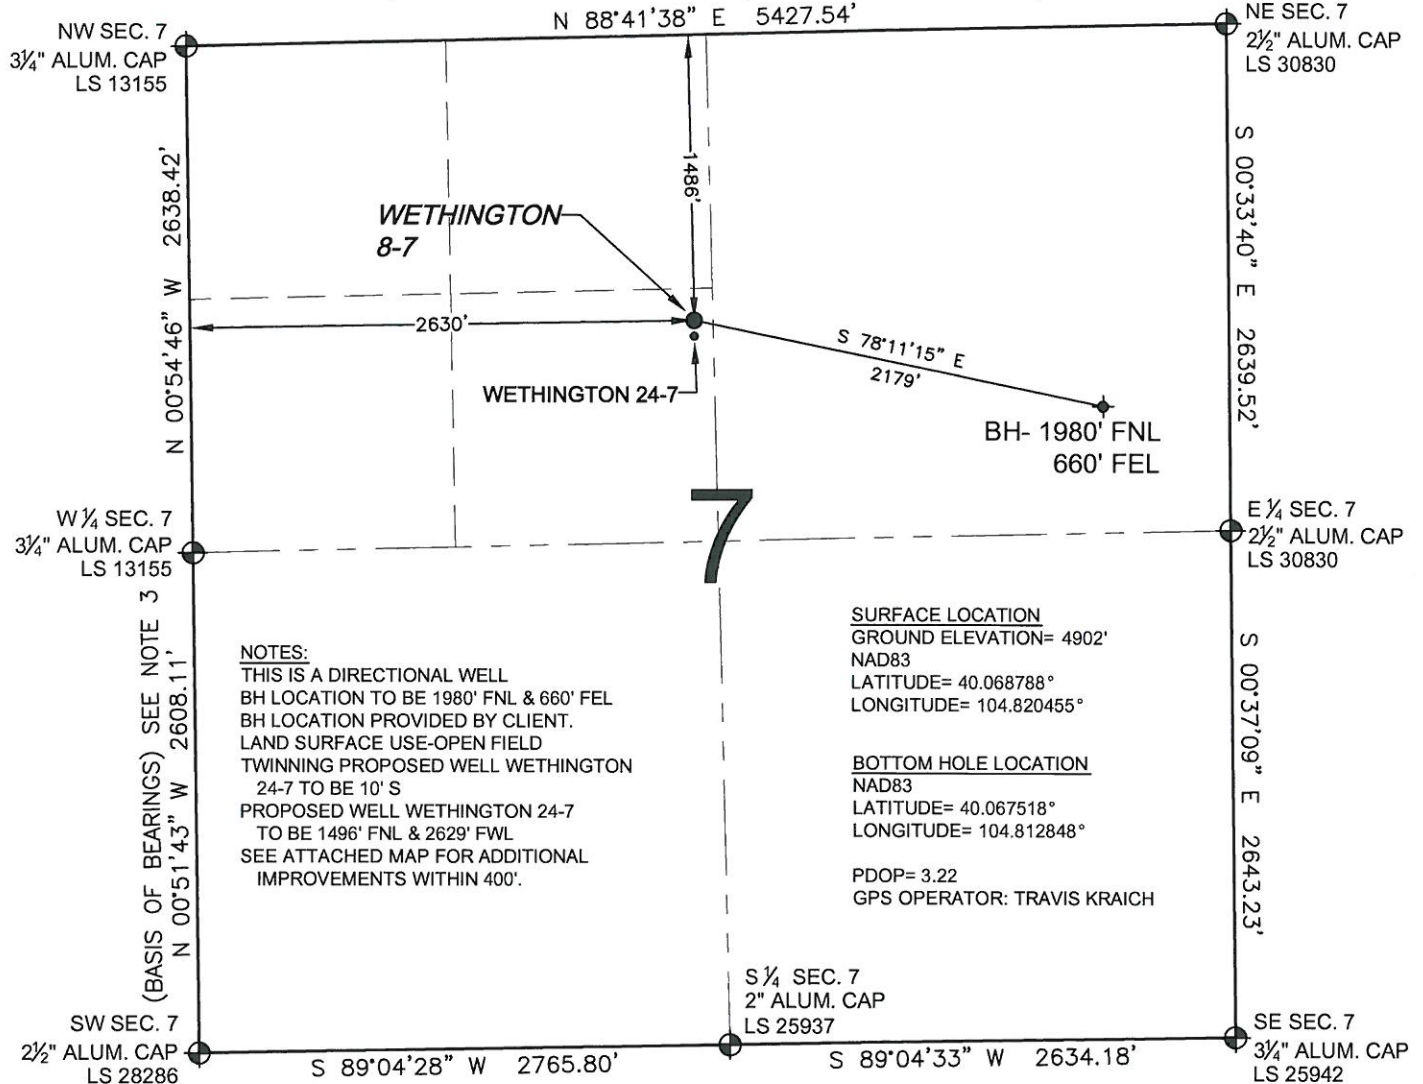 N 88°41'38" E 5427.54'
NW SEC. 7
3¼" ALUM. CAP
LS 13155
NE SEC. 7
2½" ALUM. CAP
LS 30830
N 00°54'46" W 2638.42'
S 00°33'40" E 2639.52'
1486'
WETHINGTON
8-7
2630'
WETHINGTON 24-7
S 78°11'15" E
2179'
BH- 1980' FNL
660' FEL
W ¼ SEC. 7
3¼" ALUM. CAP
LS 13155
7
E ¼ SEC. 7
2½" ALUM. CAP
LS 30830
(BASIS OF BEARINGS) SEE NOTE 3
N 00°51'43" W 2608.11'
NOTES:
THIS IS A DIRECTIONAL WELL
BH LOCATION TO BE 1980' FNL & 660' FEL
BH LOCATION PROVIDED BY CLIENT.
LAND SURFACE USE-OPEN FIELD
TWINNING PROPOSED WELL WETHINGTON
24-7 TO BE 10' S
PROPOSED WELL WETHINGTON 24-7
TO BE 1496' FNL & 2629' FWL
SEE ATTACHED MAP FOR ADDITIONAL
IMPROVEMENTS WITHIN 400'.
SURFACE LOCATION
GROUND ELEVATION= 4902'
NAD83
LATITUDE= 40.068788°
LONGITUDE= 104.820455°
BOTTOM HOLE LOCATION
NAD83
LATITUDE= 40.067518°
LONGITUDE= 104.812848°
PDOP= 3.22
GPS OPERATOR: TRAVIS KRAICH
S 00°37'09" E 2643.23'
SW SEC. 7
2½" ALUM. CAP
LS 28286
S ¼ SEC. 7
2" ALUM. CAP
LS 25937
SE SEC. 7
3¼" ALUM. CAP
LS 25942
S 89°04'28" W 2765.80'
S 89°04'33" W 2634.18'